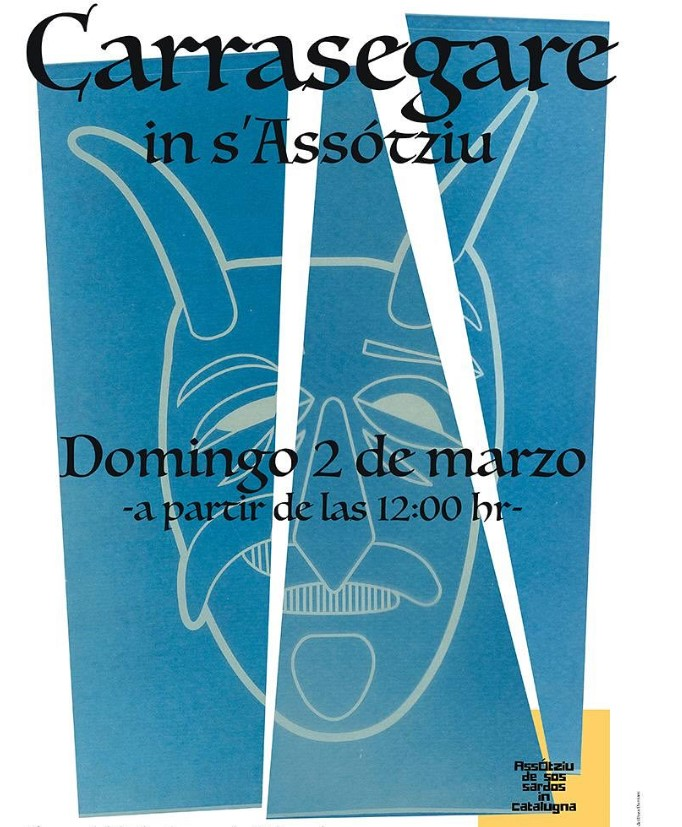 Carrasegare
in s'Assótziu
Domingo 2 de marzo
-a partir de las 12:00 hr-
AssÓtziu
de sos
sardos
in
catalugna